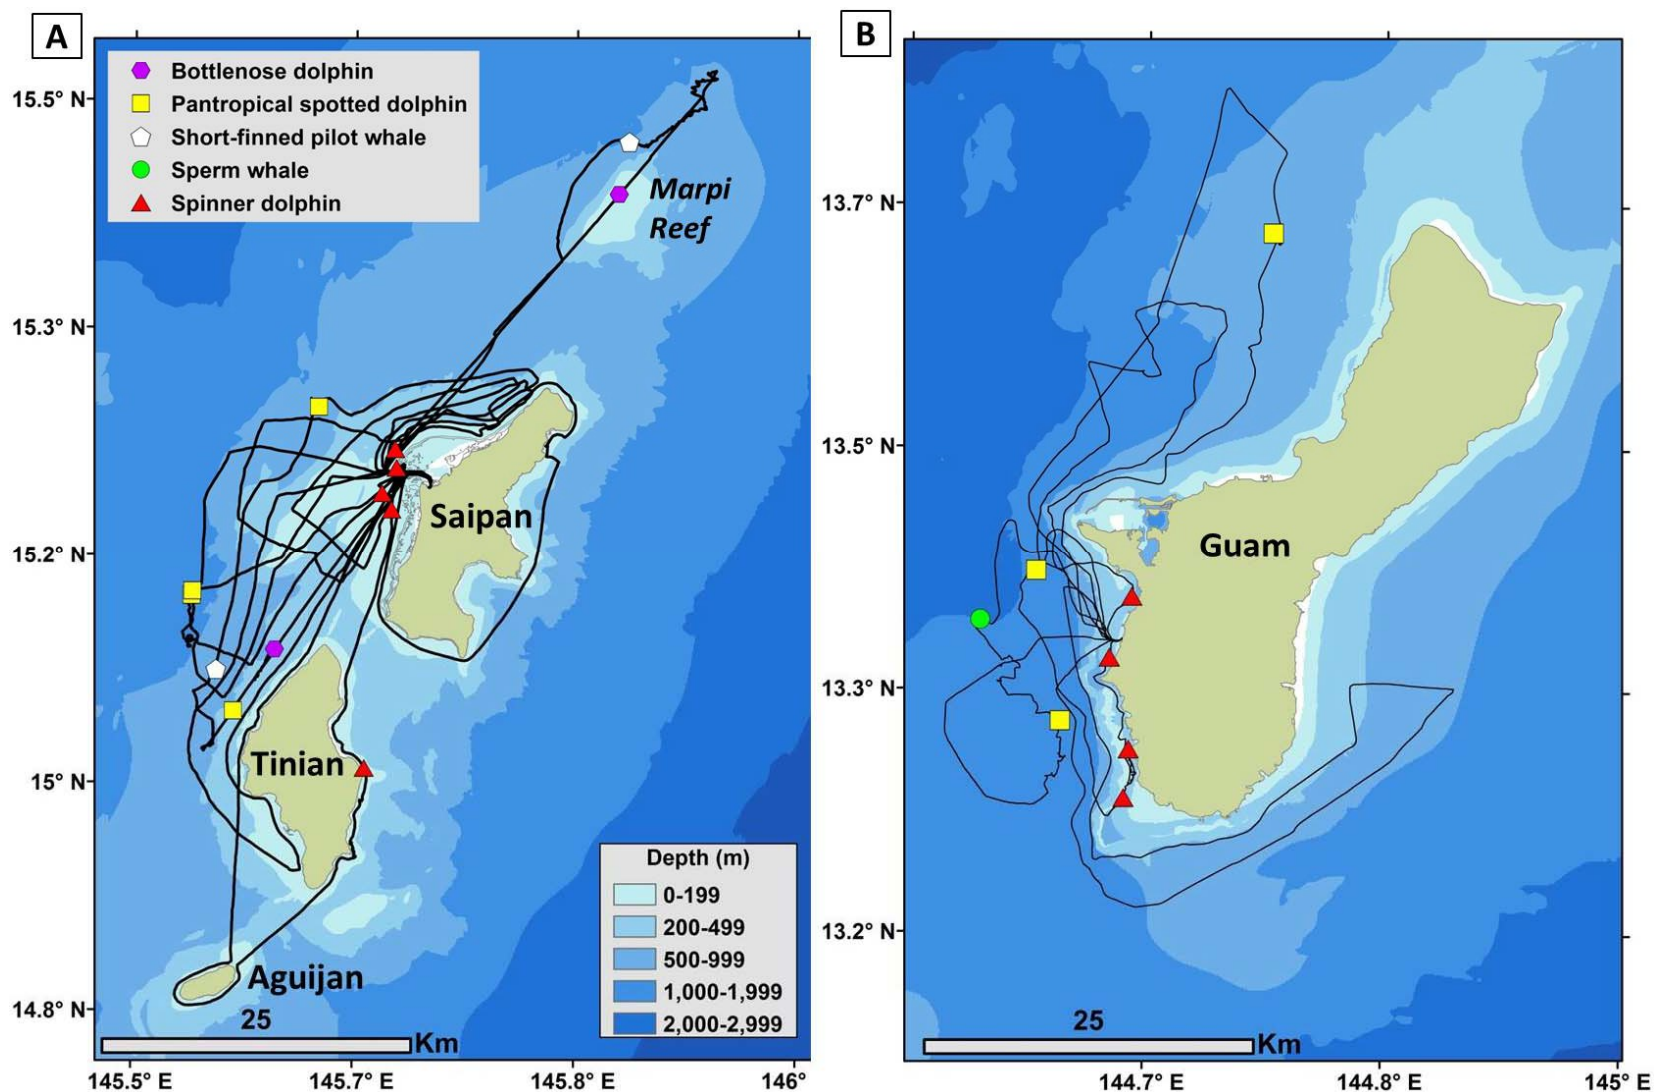 A
Bottlenose dolphin
Pantropical spotted dolphin
Short-finned pilot whale
Sperm whale
Spinner dolphin
15.5° N
15.3° N
15.2° N
15° N
14.8° N
Marpi
Reef
Saipan
Tinian
Aguijan
Depth (m)
0-199
200-499
500-999
1,000-1,999
2,000-2,999
25
Km
145.5° E
145.7° E
145.8° E
146°
B
13.7° N
13.5° N
13.3° N
13.2° N
Guam
25
Km
144.7° E
144.8° E
145° E